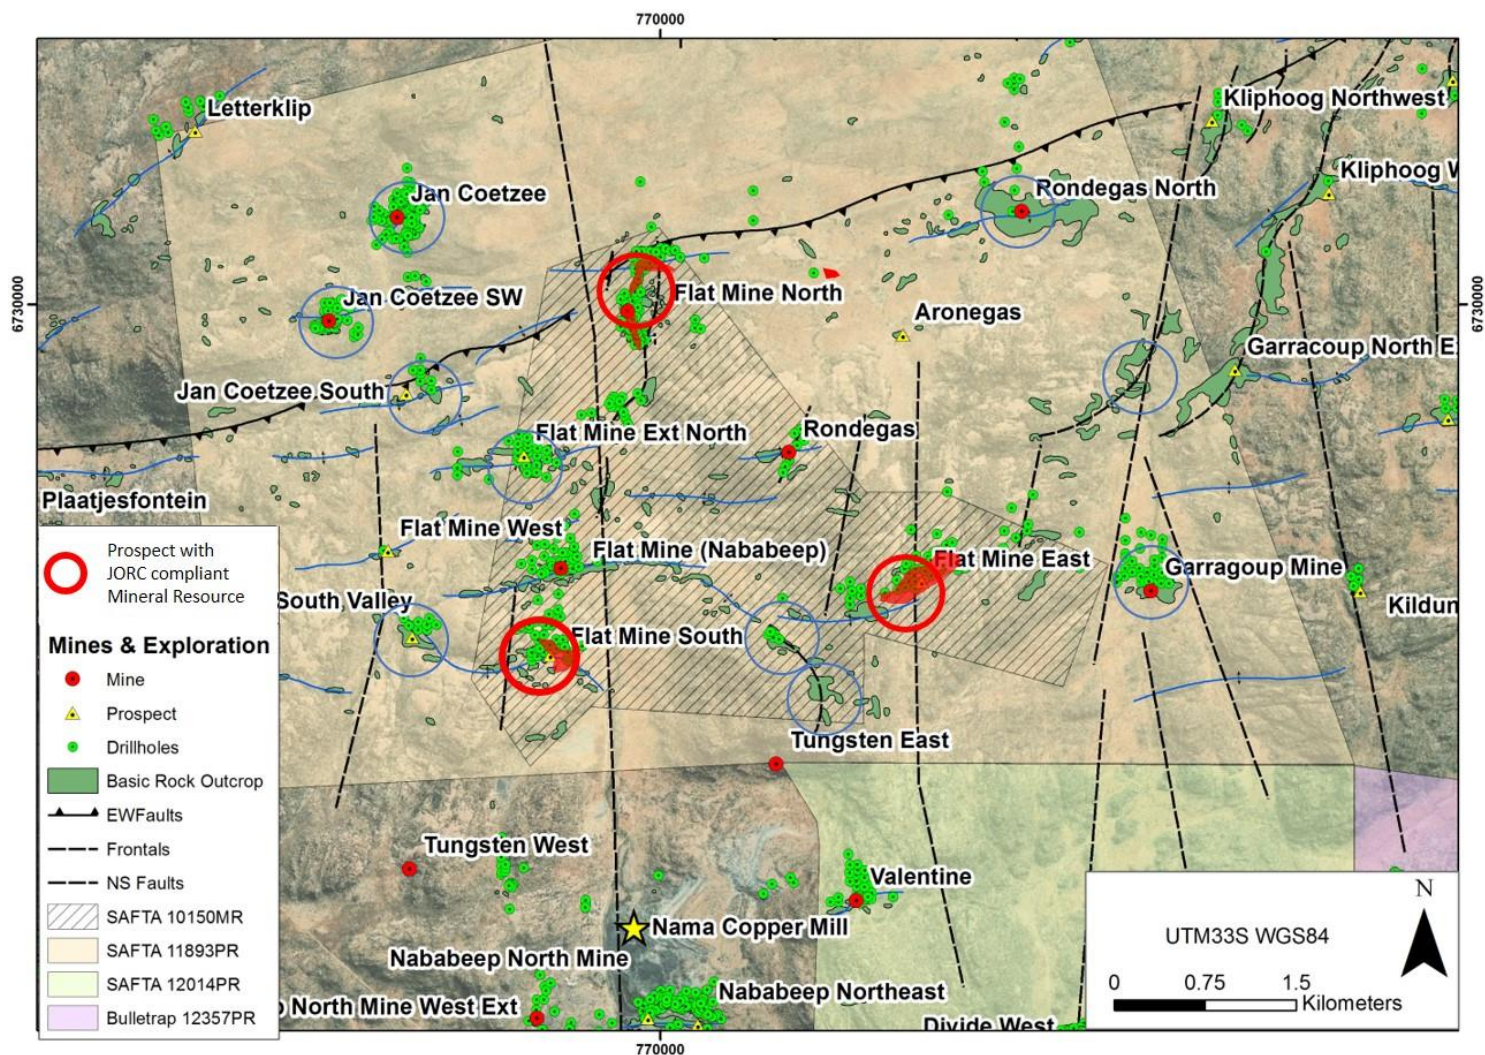 770000
Letterklip
Kliphoog Northwest
Kliphoog W
Jan Coetzee
Rondegas North
6730000
Jan Coetzee SW
Flat Mine North
Aronegas
6730000
Garracoup North E
Jan Coetzee South
Flat Mine Ext North
Rondegas
Plaatjesfontein
Flat Mine West
Flat Mine (Nababeep)
Flat Mine East
Garragoup Mine
South Valley
Kildun
Flat Mine South
Tungsten East
Tungsten West
Valentine
Nama Copper Mill
Nababeep North Mine
Nababeep Northeast
North Mine West Ext
Divide West
770000
Prospect with
JORC compliant
Mineral Resource
Mines & Exploration
Mine
Prospect
Drillholes
Basic Rock Outcrop
EWFaults
Frontals
NS Faults
SAFTA 10150MR
SAFTA 11893PR
SAFTA 12014PR
Bulletrap 12357PR
N
UTM33S WGS84
0 0.75 1.5
Kilometers